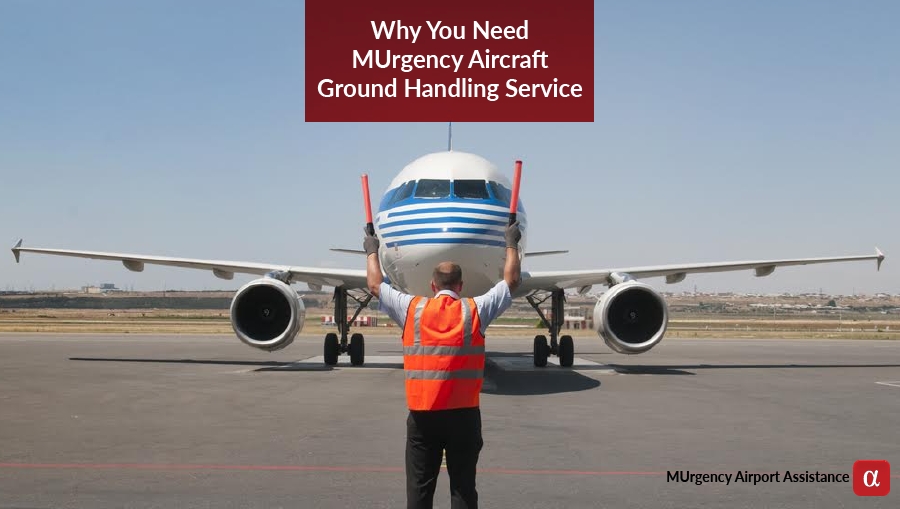 Why You Need
MUrgency Aircraft
Ground Handling Service
MUrgency Airport Assistance
α